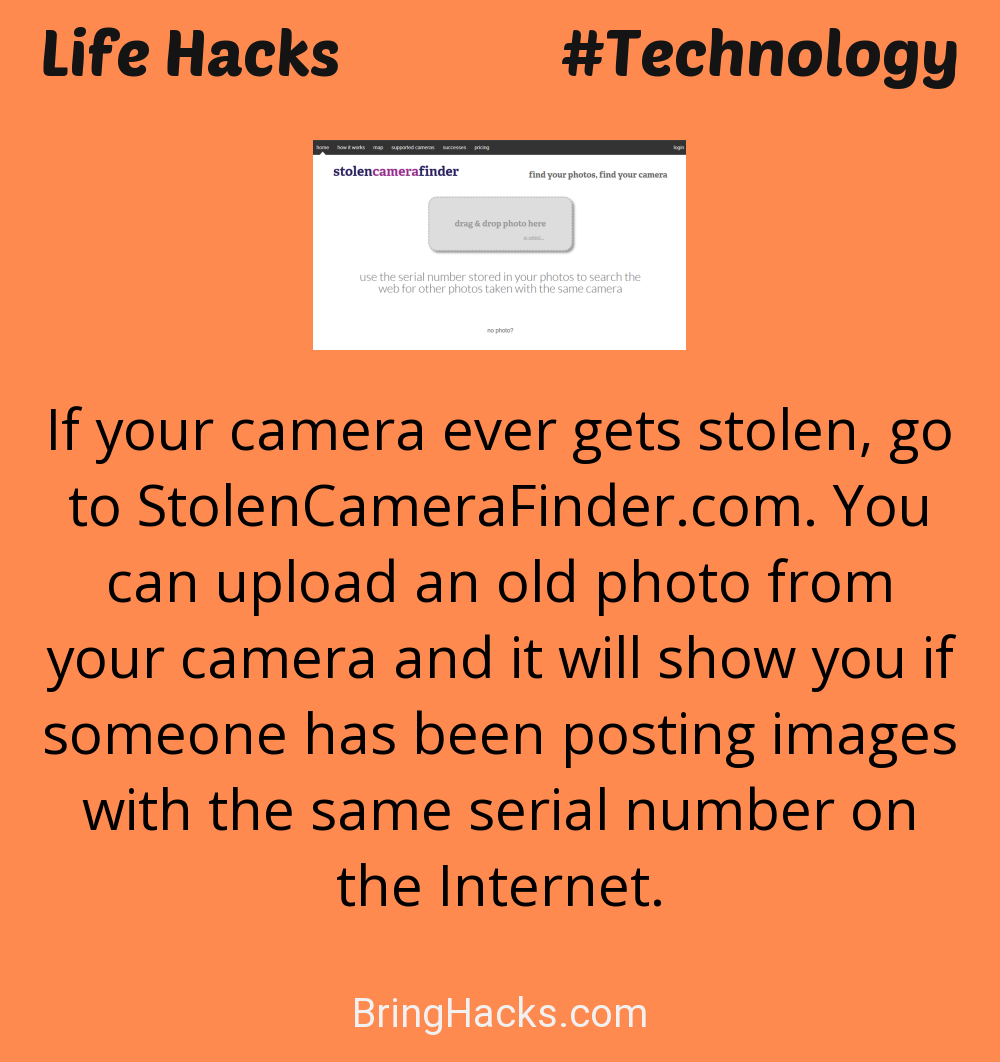 Life Hacks #Technology
home how it works map supported cameras successes pricing login
stolencamerafinder
find your photos, find your camera
drag & drop photo here
use the serial number stored in your photos to search the
web for other photos taken with the same camera
no photo?
If your camera ever gets stolen, go
to StolenCameraFinder.com. You
can upload an old photo from
your camera and it will show you if
someone has been posting images
with the same serial number on
the Internet.
BringHacks.com